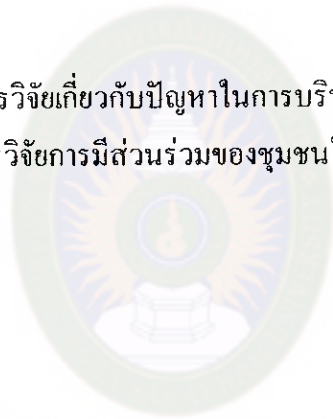 รวิจัยเกี่ยวกับปัญหาในการบริ
วิจัยการมีส่วนร่วมของชุมชน